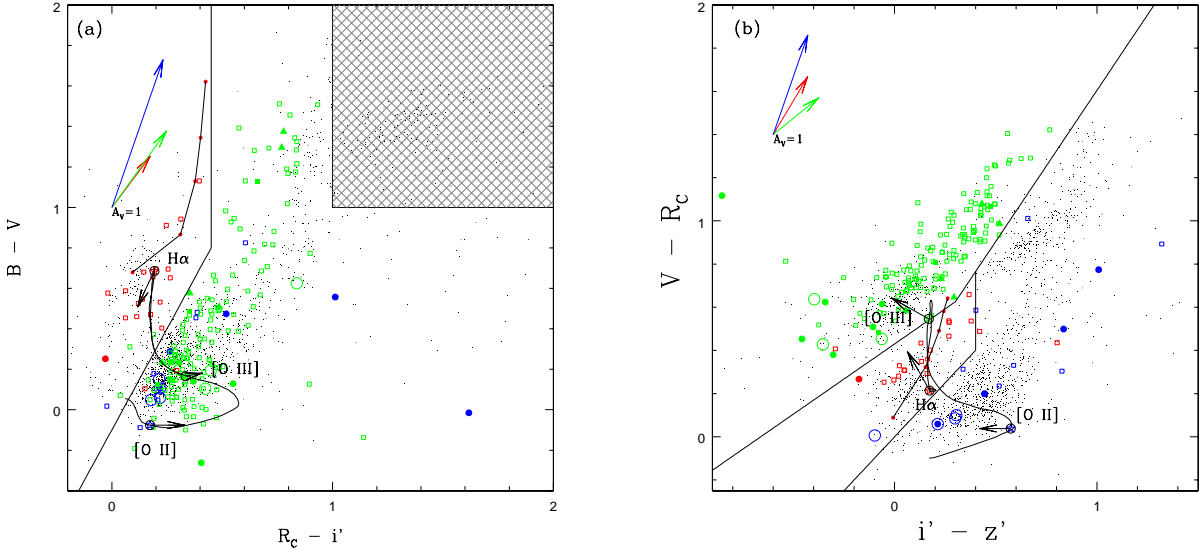 (a)
2
1
0
B - V
A_V=1
Hα
[O III]
[O II]
0
1
2
R_C - i'
(b)
2
1
0
V - R_C
A_V=1
[O III]
Hα
[O II]
0
1
i' - z'